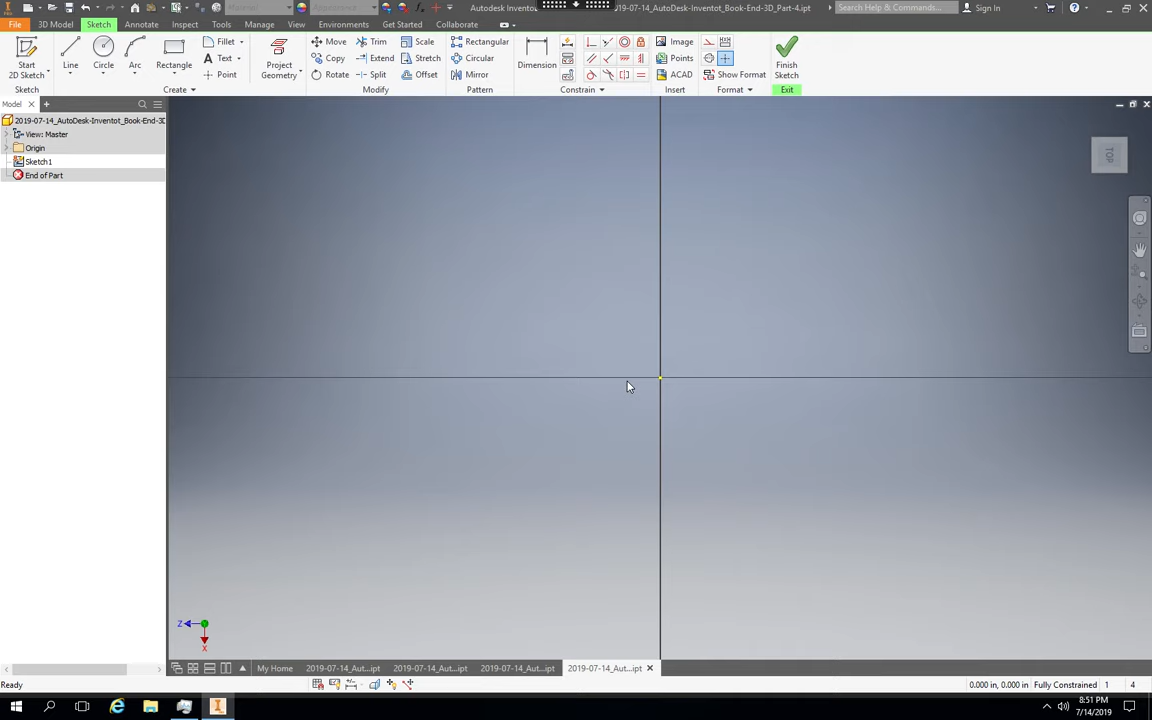 Autodesk Invento
019-07-14_AutoDesk-Inventor_Book-End-3D_Part-4.ipt
Search Help & Commands...
Sign In
File
3D Model
Sketch
Annotate
Inspect
Tools
Manage
View
Environments
Get Started
Collaborate
Start
2D Sketch
Line
Circle
Arc
Rectangle
Fillet
Text
Point
Project
Geometry
Move
Copy
Rotate
Trim
Extend
Split
Scale
Stretch
Offset
Rectangular
Circular
Mirror
Dimension
Image
Points
ACAD
Show Format
Finish
Sketch
Sketch
Create
Modify
Pattern
Constrain
Insert
Format
Exit
Model
2019-07-14_AutoDesk-Inventot_Book-End-3D
View: Master
Origin
Sketch1
End of Part
TOP
Z
X
My Home
2019-07-14_Aut...ipt
2019-07-14_Aut...ipt
2019-07-14_Aut...ipt
2019-07-14_Aut...ipt
Ready
0.000 in, 0.000 in
Fully Constrained
1
4
8:51 PM
7/14/2019